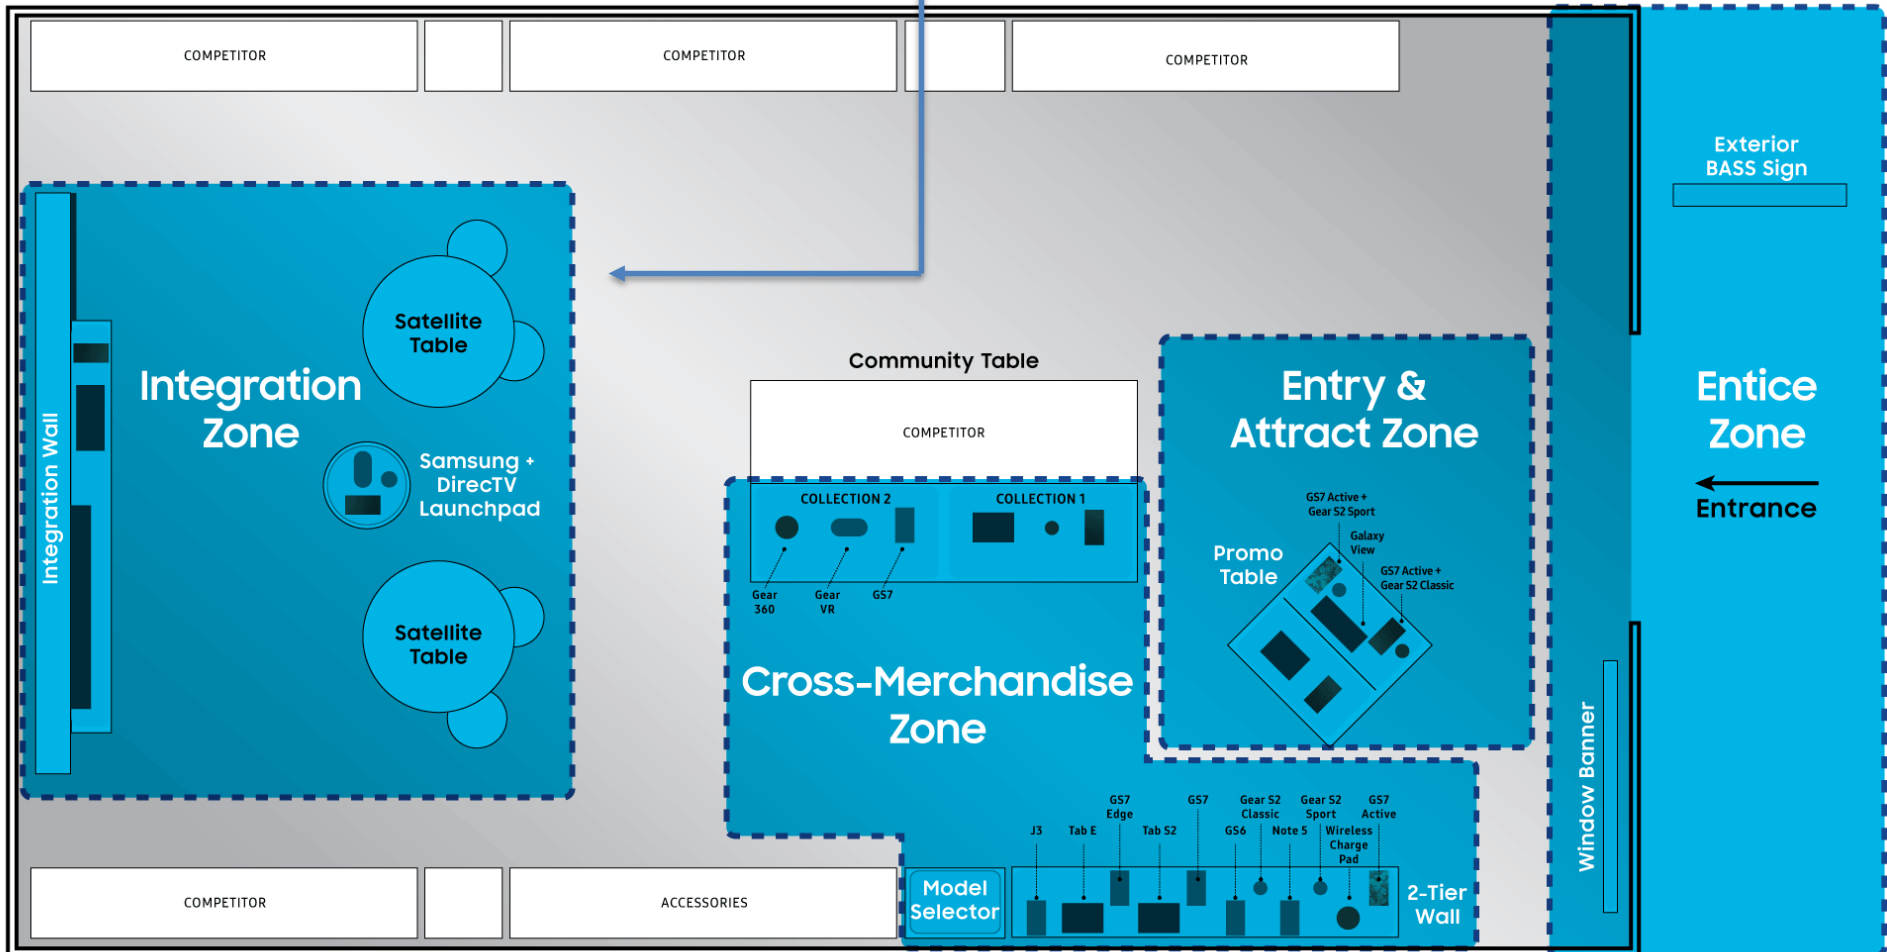 COMPETITOR
COMPETITOR
COMPETITOR
Exterior
BASS Sign
Satellite
Table
Integration
Zone
Integration Wall
Samsung +
DirecTV
Launchpad
Satellite
Table
Community Table
COMPETITOR
COLLECTION 2
COLLECTION 1
Gear
360
Gear
VR
GS7
Cross-Merchandise
Zone
Entry &
Attract Zone
GS7 Active +
Gear S2 Sport
Galaxy
View
GS7 Active +
Gear S2 Classic
Promo
Table
Entice
Zone
Entrance
Window Banner
J3
Tab E
GS7
Edge
Tab S2
GS7
GS6
Gear S2
Classic
Note 5
Gear S2
Sport
Wireless
Charge
Pad
GS7
Active
COMPETITOR
ACCESSORIES
Model
Selector
2-Tier
Wall